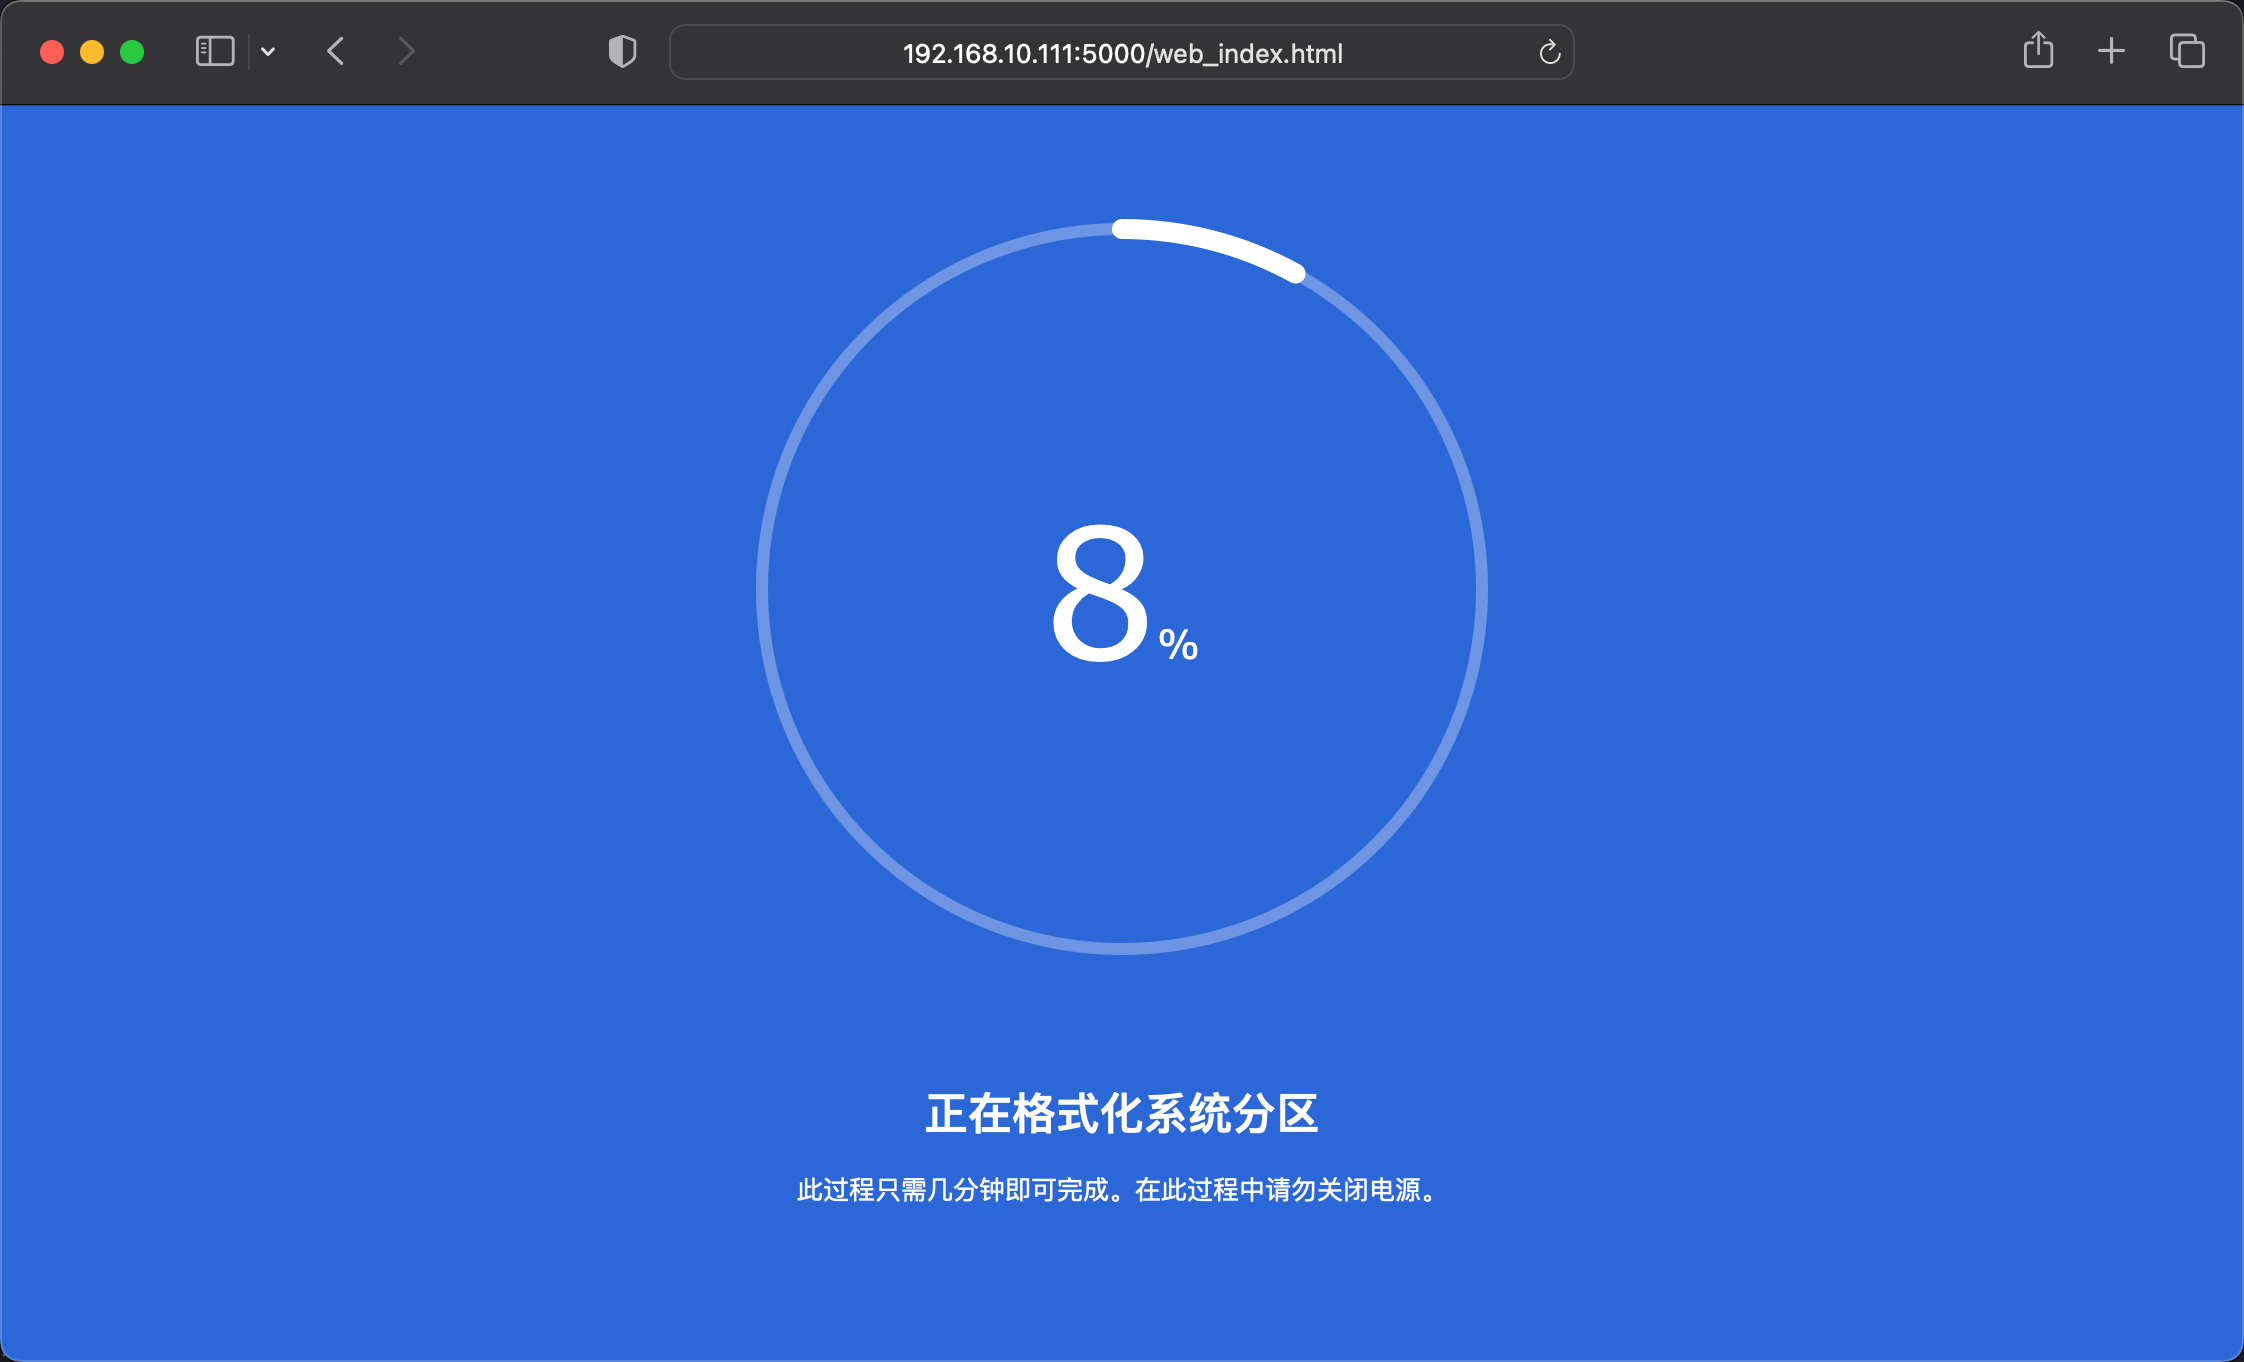 192.168.10.111:5000/web_index.html
8%
正在格式化系统分区
此过程只需几分钟即可完成。在此过程中请勿关闭电源。